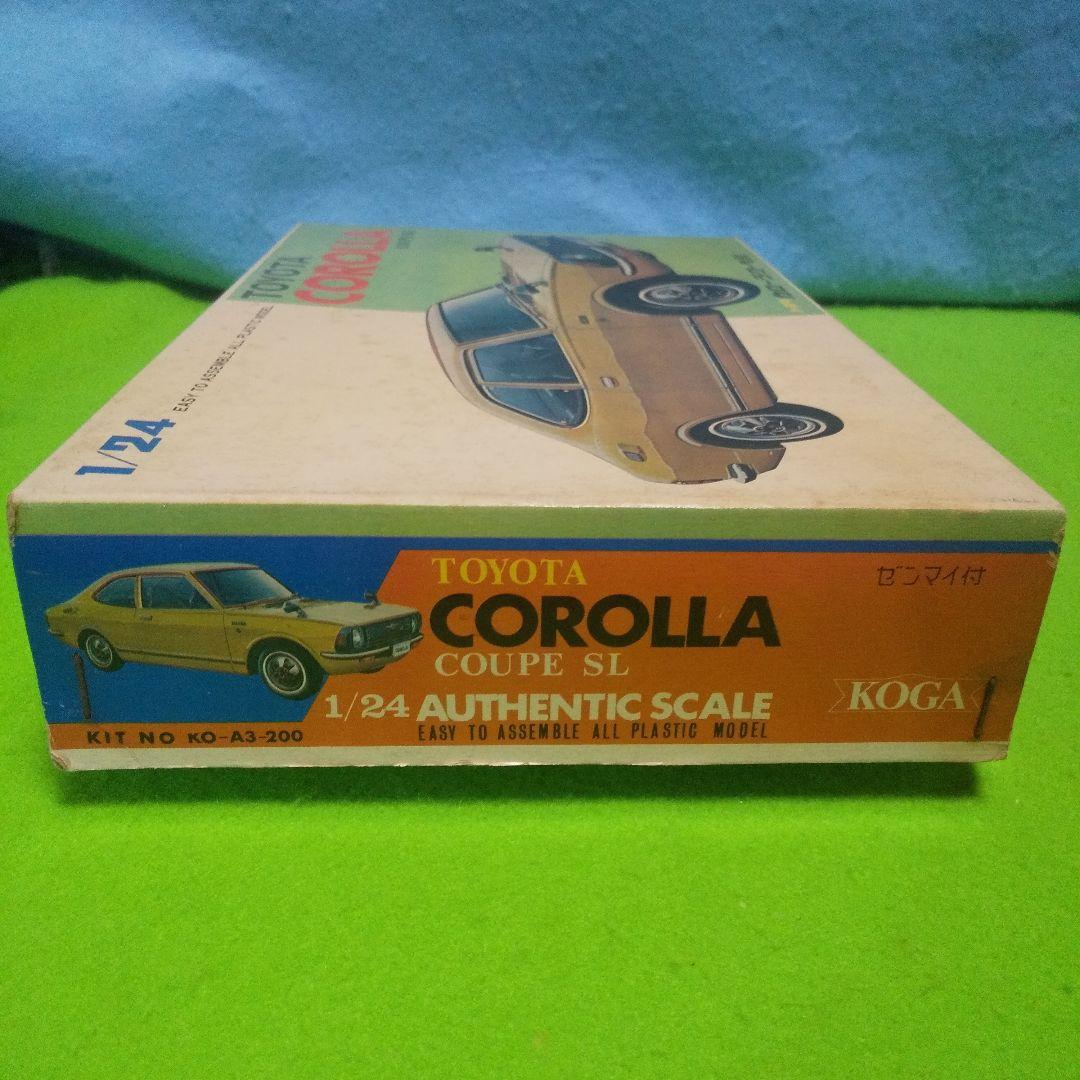 TOYOTA
COROLLA
1/24
EASY TO ASSEMBLE ALL PLASTIC MODEL
TOYOTA
COROLLA
COUPE SL
1/24 AUTHENTIC SCALE
EASY TO ASSEMBLE ALL PLASTIC MODEL
KIT NO KO-A3-200
ゼンマイ付
KOGA